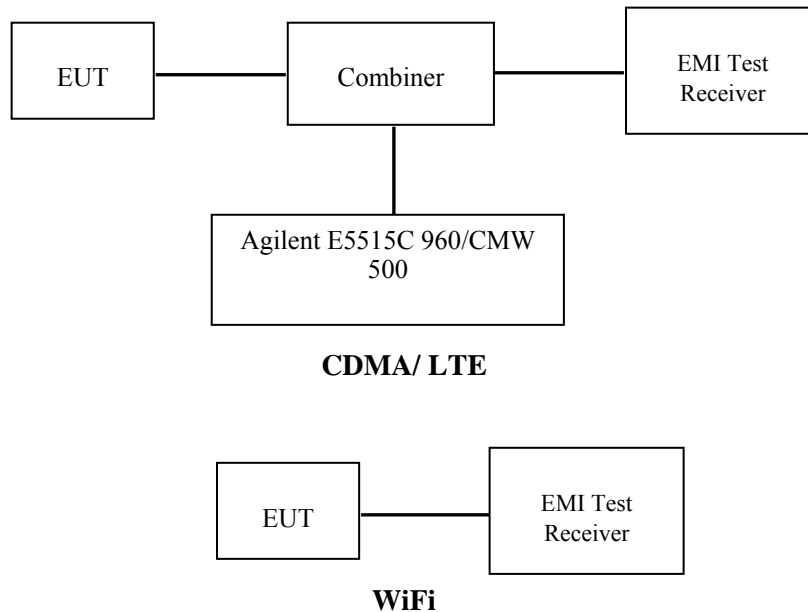 EUT
Combiner
EMI Test
Receiver
Agilent E5515C 960/CMW
500
CDMA/ LTE
EUT
EMI Test
Receiver
WiFi